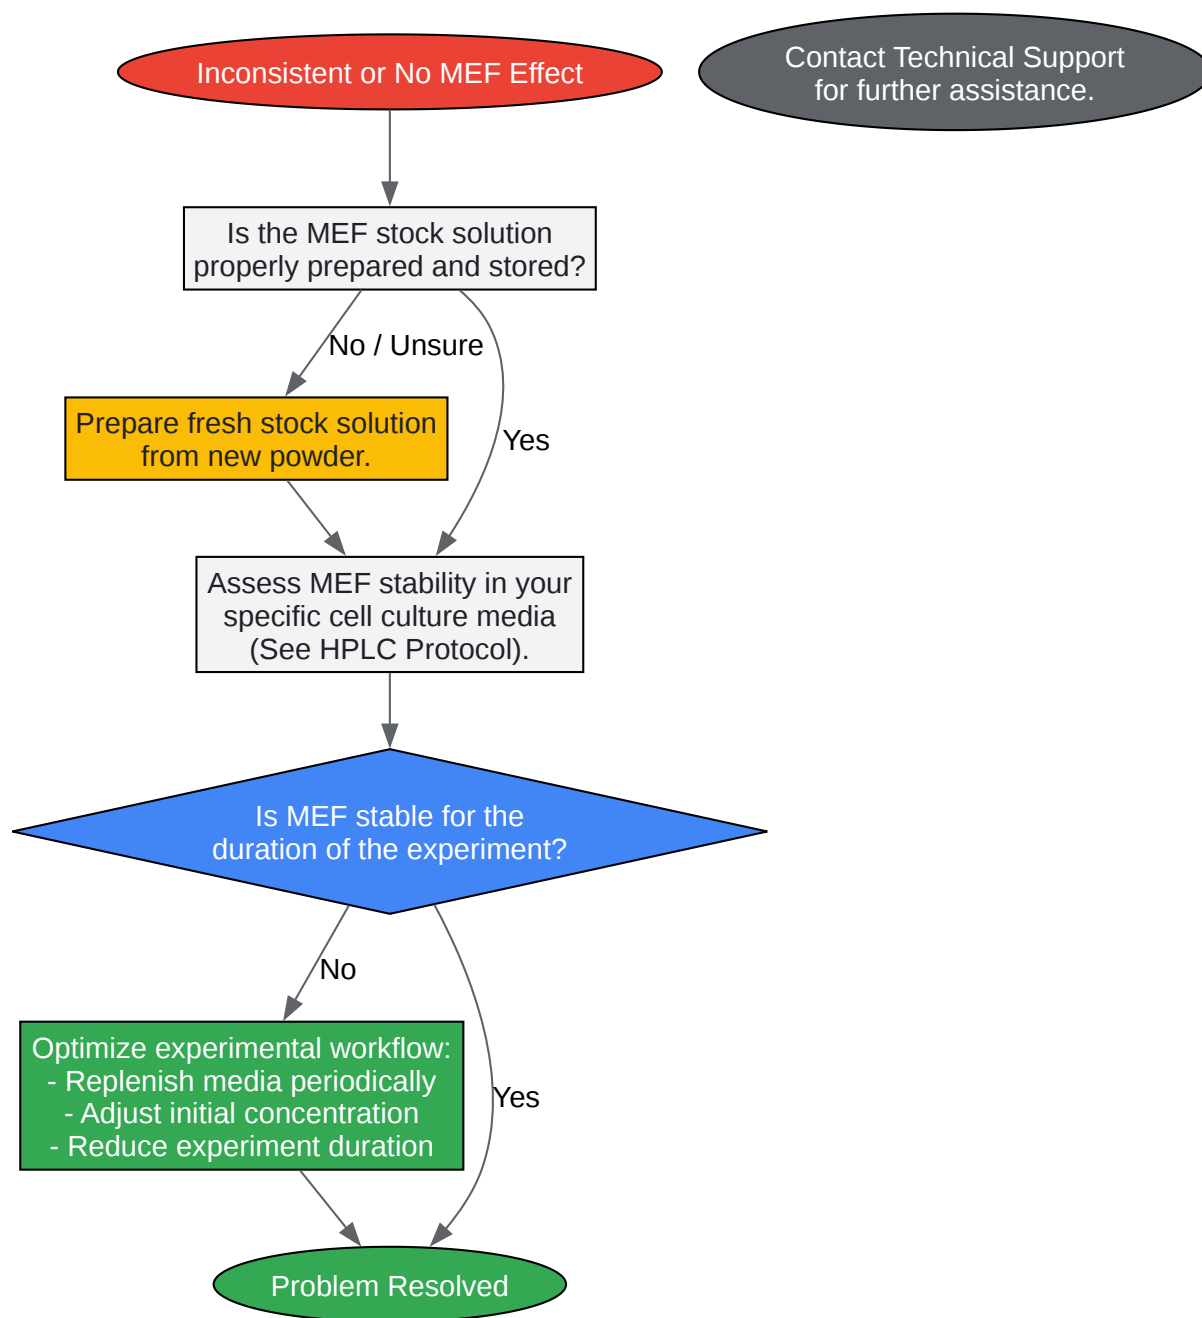 Inconsistent or No MEF Effect
Contact Technical Support
for further assistance.
Is the MEF stock solution
properly prepared and stored?
No / Unsure
Prepare fresh stock solution
from new powder.
Yes
Assess MEF stability in your
specific cell culture media
(See HPLC Protocol).
Is MEF stable for the
duration of the experiment?
No
Optimize experimental workflow:
- Replenish media periodically
- Adjust initial concentration
- Reduce experiment duration
Yes
Problem Resolved